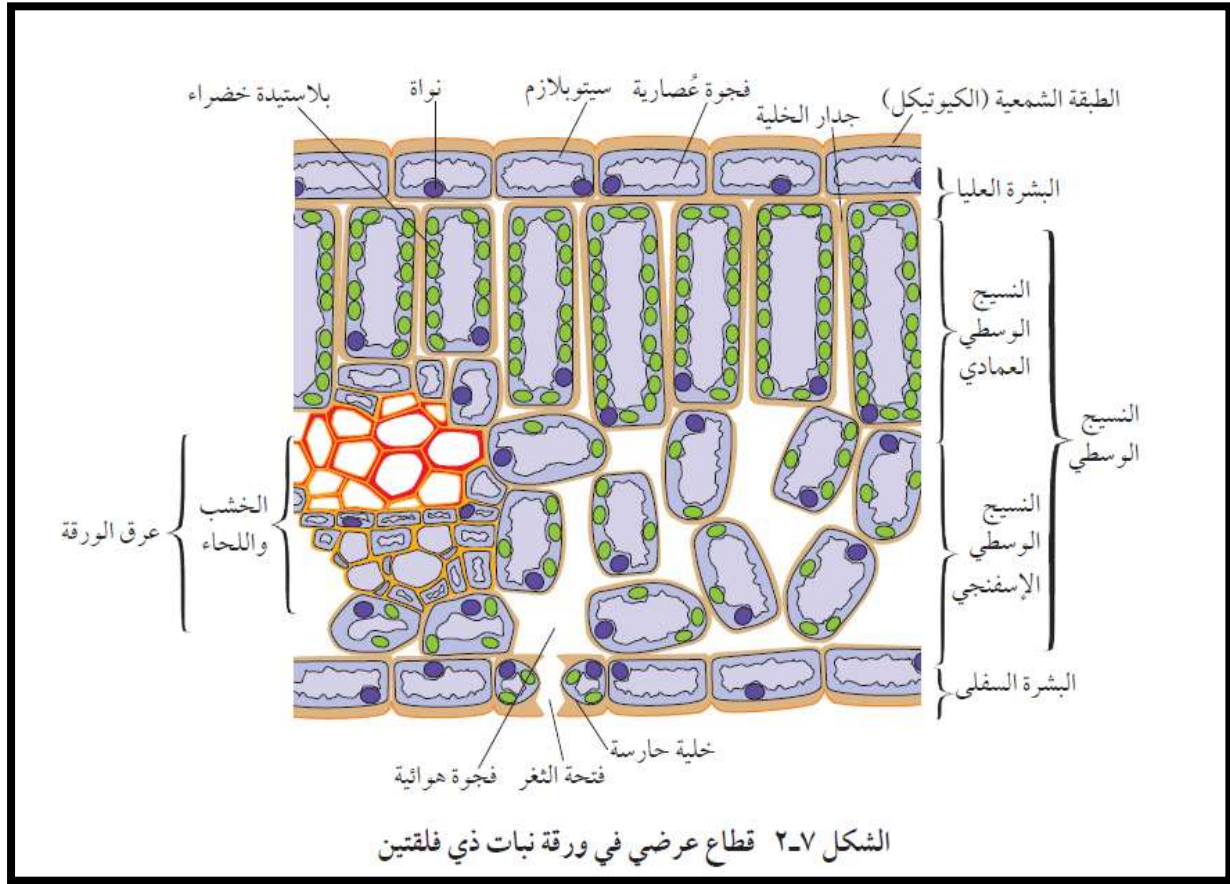 بلاستيدة خضراء
نواة
سيتوبلازم
فجوة عُصارية
جدار الخلية
الطبقة الشمعية (الكيوتيكل)
البشرة العليا
النسيج
الوسطي
العمادي
النسيج
الوسطي
النسيج
الوسطي
الإسفنجي
البشرة السفلى
الخشب
واللحاء
عرق الورقة
خلية حارسة
فتحة الثغر
فجوة هوائية
الشكل ٧-٢ قطاع عرضي في ورقة نبات ذي فلقتين